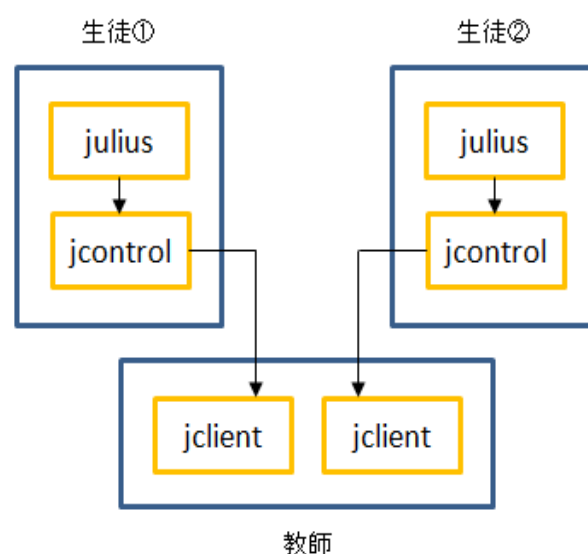 生徒①
生徒②
julius
julius
jcontrol
jcontrol
jclient
jclient
教師